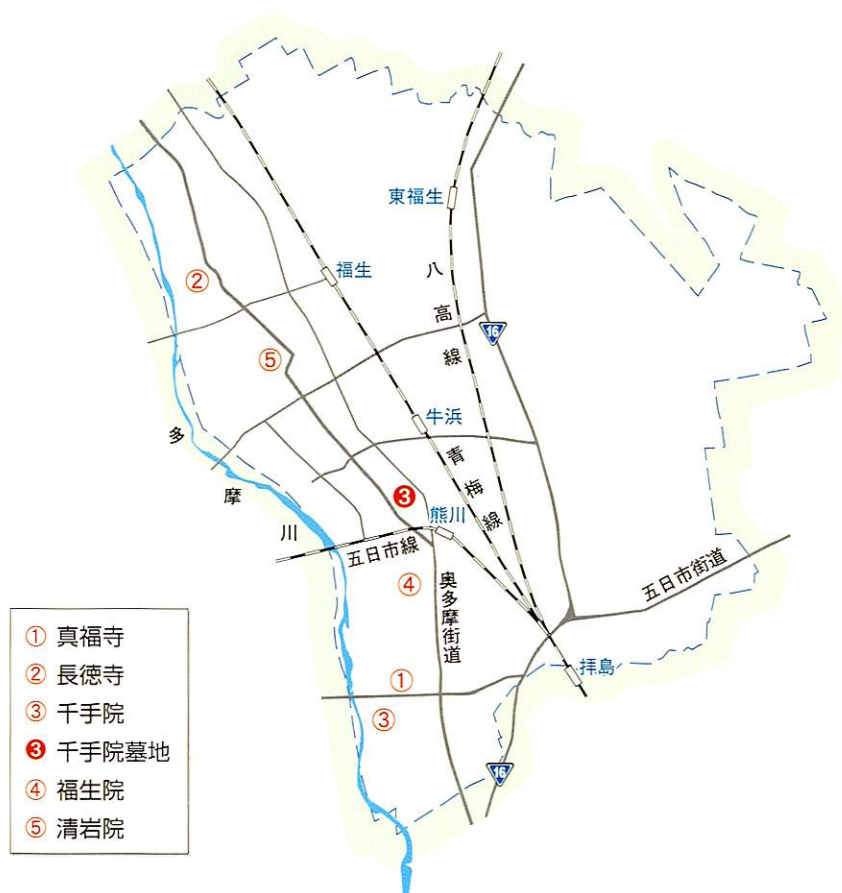 東福生
福生
八高線
16
牛浜
青梅線
多摩川
❸
熊川
五日市線
五日市街道
奥多摩街道
拝島
16
②
⑤
④
①
③
① 真福寺
② 長徳寺
③ 千手院
❸ 千手院墓地
④ 福生院
⑤ 清岩院